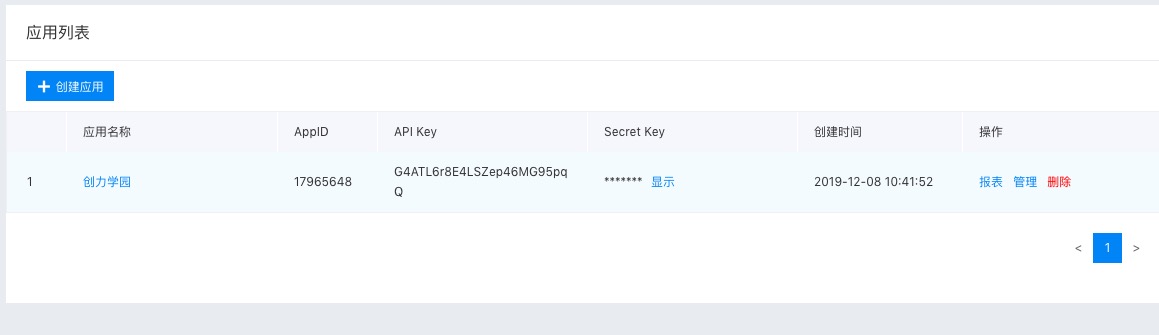 应用列表
创建应用
应用名称 AppID API Key Secret Key 创建时间 操作
1 创力学园 17965648 G4ATL6r8E4LSZep46MG95pq ******* 显示 2019-12-08 10:41:52 报表 管理 删除
Q
< 1 >